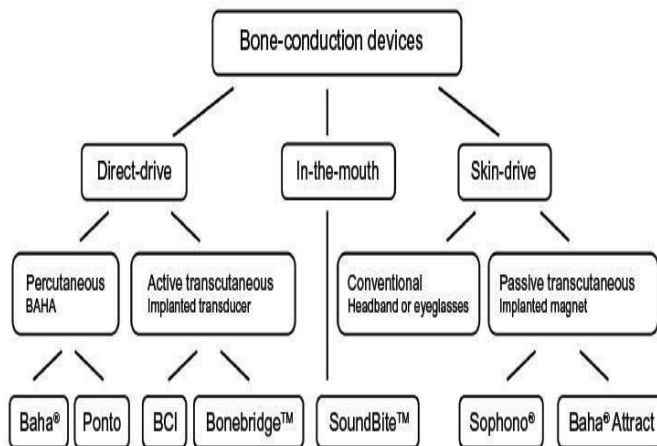 Bone-conduction devices
Direct-drive
In-the-mouth
Skin-drive
Percutaneous
BAHA
Active transcutaneous
Implanted transducer
Conventional
Headband or eyeglasses
Passive transcutaneous
Implanted magnet
Baha®
Ponto
BCI
Bonebridge™
SoundBite™
Sophono®
Baha® Attract